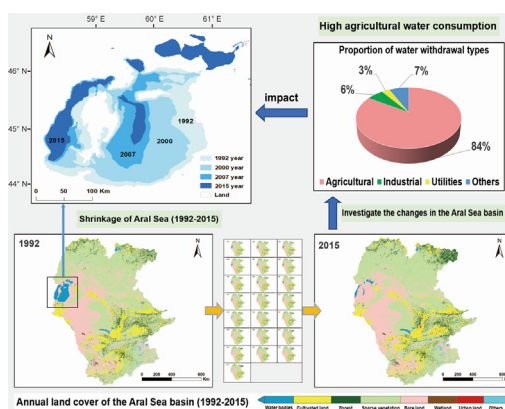 High agricultural water consumption
Proportion of water withdrawal types
3%
7%
6%
84%
Agricultural Industrial Utilities Others
impact
58° E 59° E 60° E 61° E
N
46° N
45° N
44° N
1992
2015
2000
2007
1992 year
2000 year
2007 year
2015 year
Land
0 50 100 Km
Shrinkage of Aral Sea (1992-2015)
Investigate the changes in the Aral Sea basin
1992
N
0 400 800
Km
2015
N
0 400 800
Km
Annual land cover of the Aral Sea basin (1992-2015)
Water bodies Cultivated land Forest Sparse vegetation Bare land Wetland Urban land Others